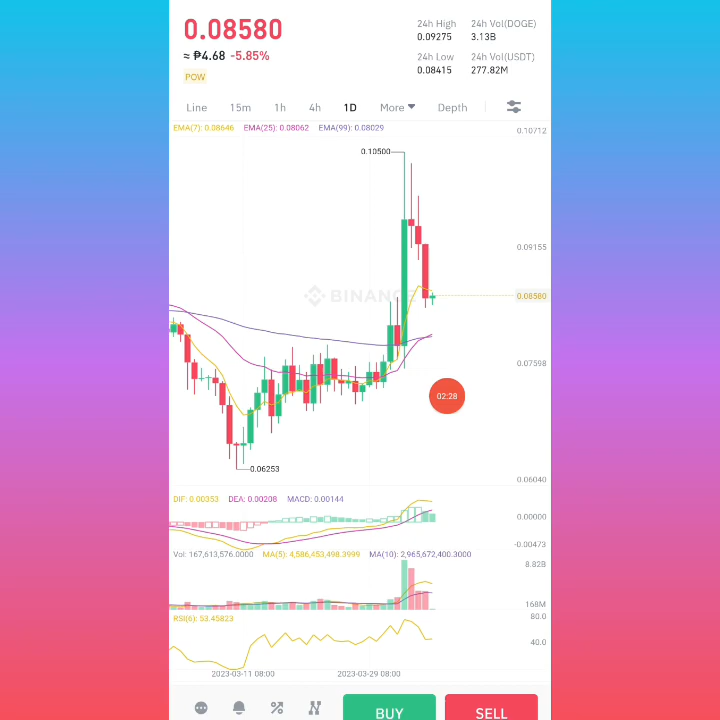 0.08580
≈ ₱4.68 -5.85%
POW
24h High
0.09275
24h Vol(DOGE)
3.13B
24h Low
0.08415
24h Vol(USDT)
277.82M
Line 15m 1h 4h 1D More Depth
EMA(7): 0.08646 EMA(25): 0.08062 EMA(99): 0.08029
0.10712
0.10500
0.09155
BINANCE
0.08580
0.07598
02:28
0.06253
0.06040
DIF: 0.00353 DEA: 0.00208 MACD: 0.00144
0.00000
-0.00473
Vol: 167,613,576.0000 MA(5): 4,586,453,498.3999 MA(10): 2,965,672,400.3000
8.82B
168M
RSI(6): 53.45823
80.0
40.0
2023-03-11 08:00 2023-03-29 08:00
BUY SELL